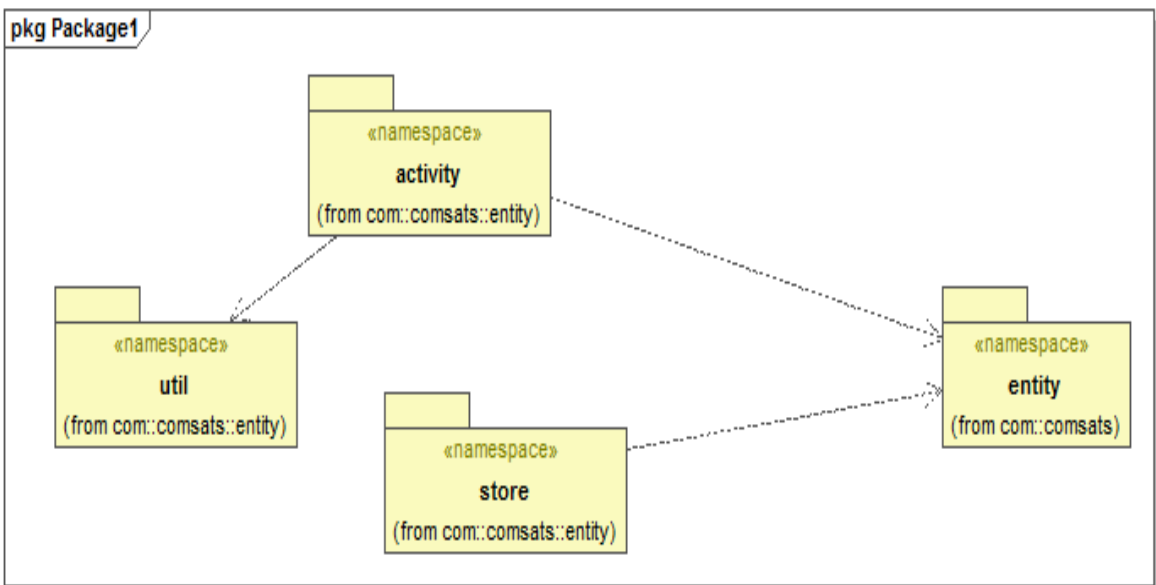 pkg Package1
«namespace»
activity
(from com::comsats::entity)
«namespace»
util
(from com::comsats::entity)
«namespace»
entity
(from com::comsats)
«namespace»
store
(from com::comsats::entity)